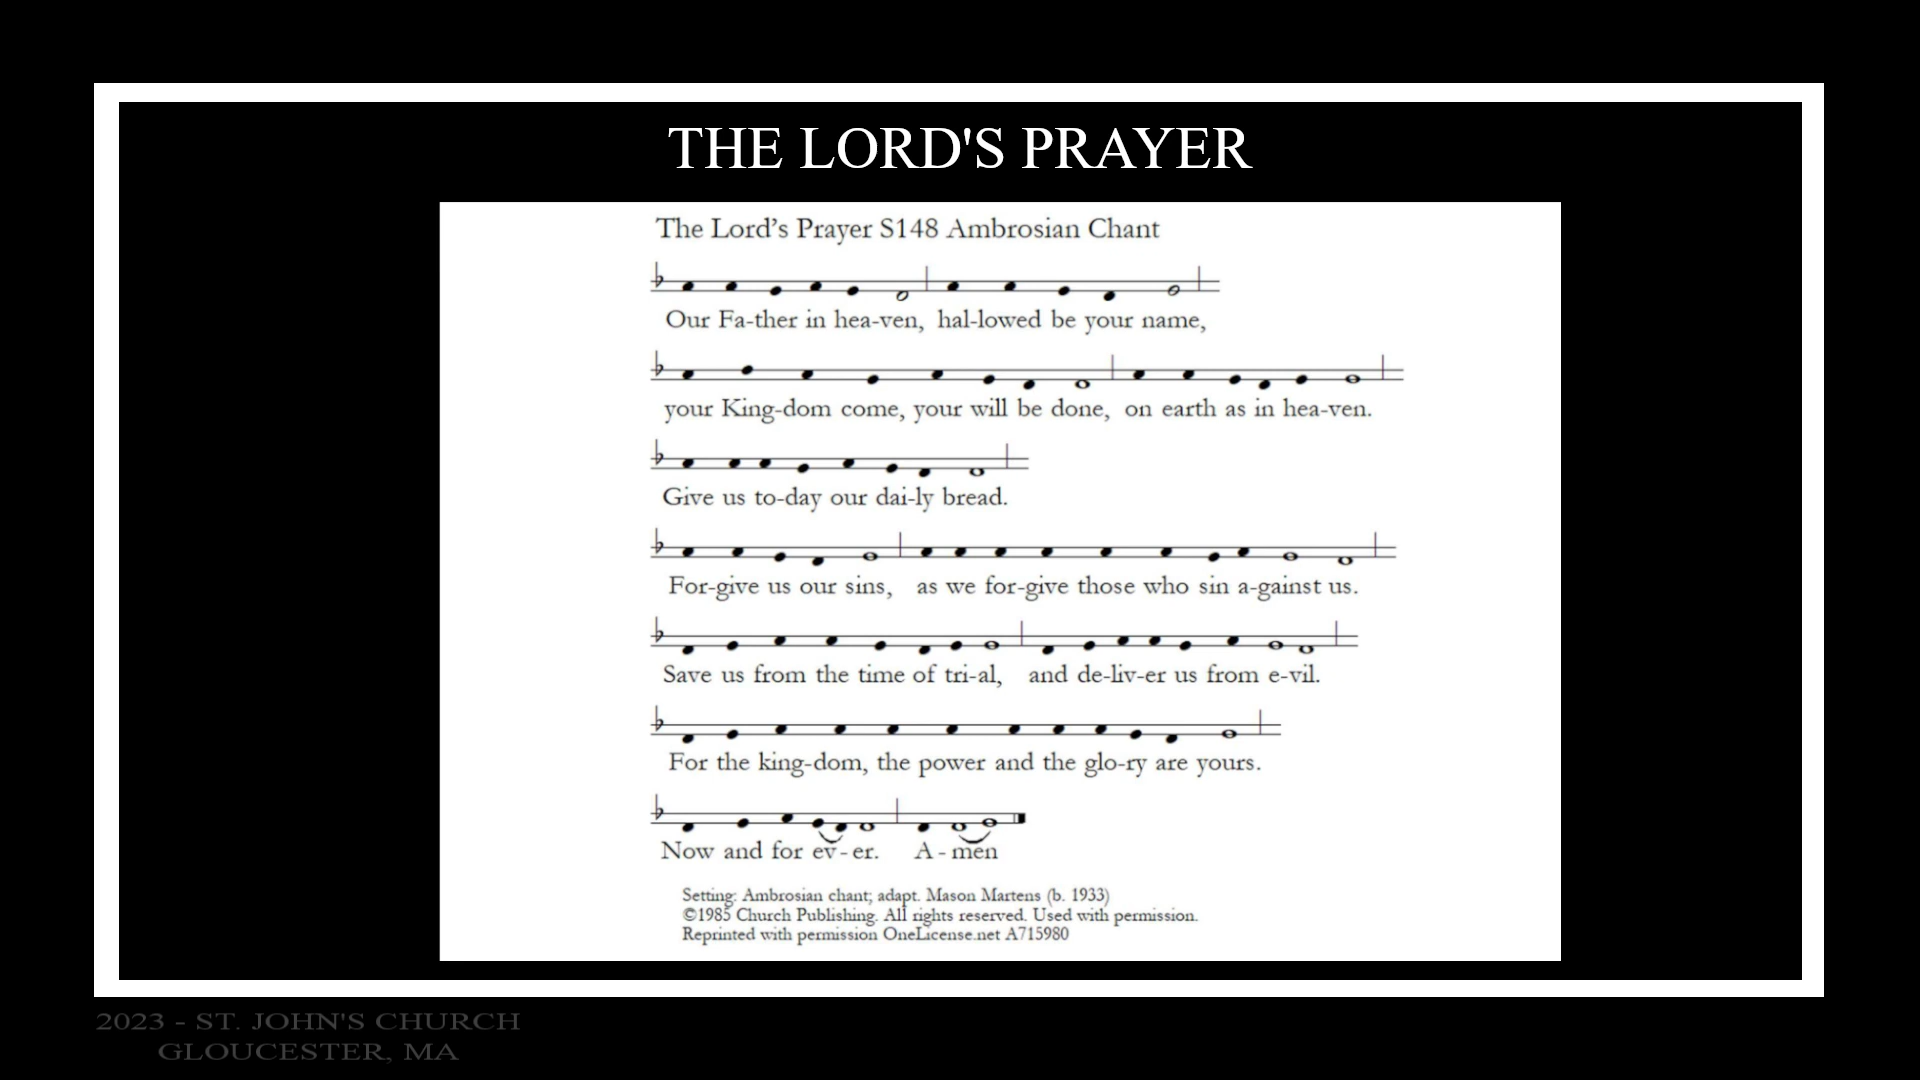 THE LORD'S PRAYER
The Lord's Prayer S148 Ambrosian Chant
Our Fa-ther in hea-ven, hal-lowed be your name,
your King-dom come, your will be done, on earth as in hea-ven.
Give us to-day our dai-ly bread.
For-give us our sins, as we for-give those who sin a-gainst us.
Save us from the time of tri-al, and de-liv-er us from e-vil.
For the king-dom, the power and the glo-ry are yours.
Now and for ev-er. A-men
Setting: Ambrosian chant; adapt. Mason Martens (b. 1933)
©1985 Church Publishing. All rights reserved. Used with permission.
Reprinted with permission OneLicense.net A715980
2023 - ST. JOHN'S CHURCH
GLOUCESTER, MA